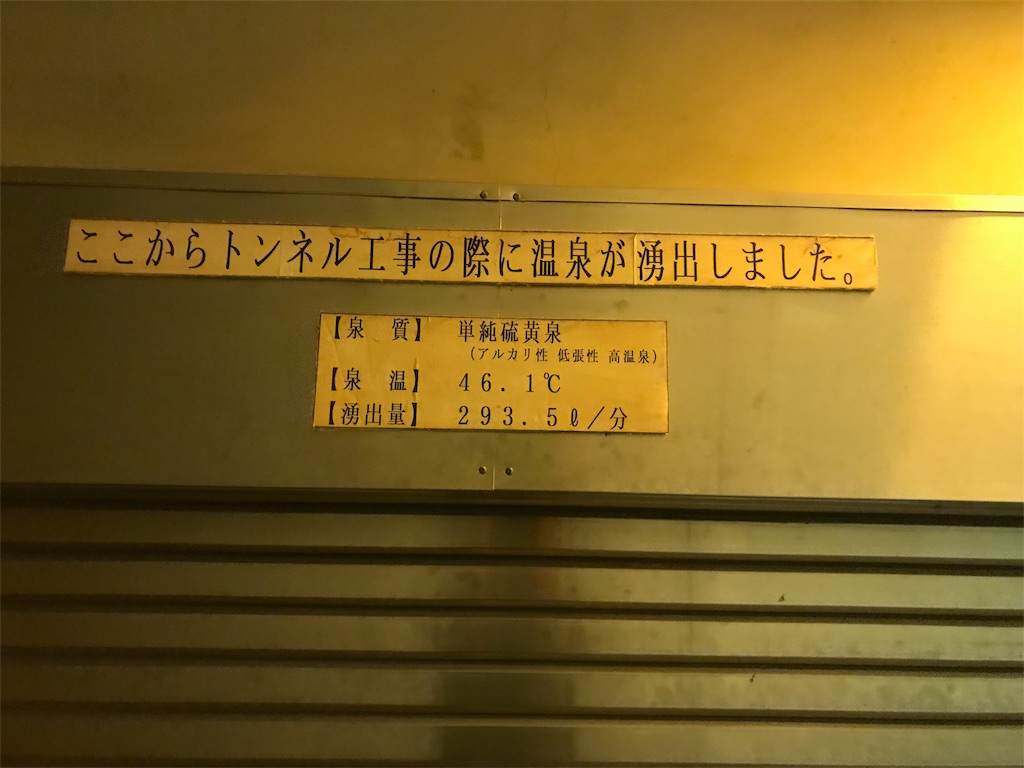 ここからトンネル工事の際に温泉が湧出しました。
【泉　質】　単純硫黄泉
（アルカリ性 低張性 高温泉）
【泉　温】　４６．１℃
【湧出量】　２９３．５ℓ／分